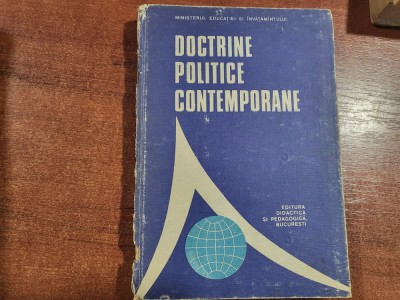 MINISTERUL EDUCAȚIEI ȘI ÎNVĂȚĂMÎNTULUI
DOCTRINE
POLITICE
CONTEMPORANE
EDITURA
DIDACTICĂ
ȘI PEDAGOGICĂ
BUCUREȘTI